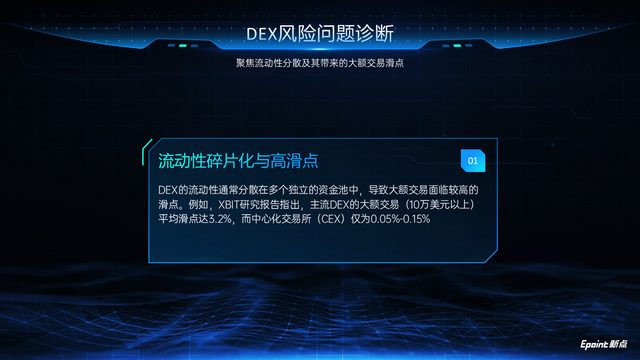 DEX风险问题诊断
聚焦流动性分散及其带来的大额交易滑点
流动性碎片化与高滑点
01
DEX的流动性通常分散在多个独立的资金池中，导致大额交易面临较高的
滑点。例如，XBIT研究报告指出，主流DEX的大额交易（10万美元以上）
平均滑点达3.2%，而中心化交易所（CEX）仅为0.05%-0.15%
Epoint 新点